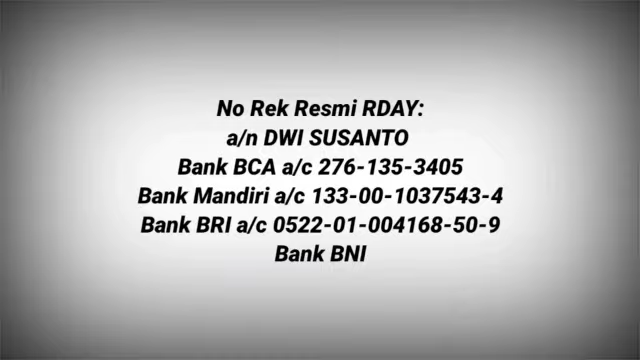 No Rek Resmi RDAY:
a/n DWI SUSANTO
Bank BCA a/c 276-135-3405
Bank Mandiri a/c 133-00-1037543-4
Bank BRI a/c 0522-01-004168-50-9
Bank BNI